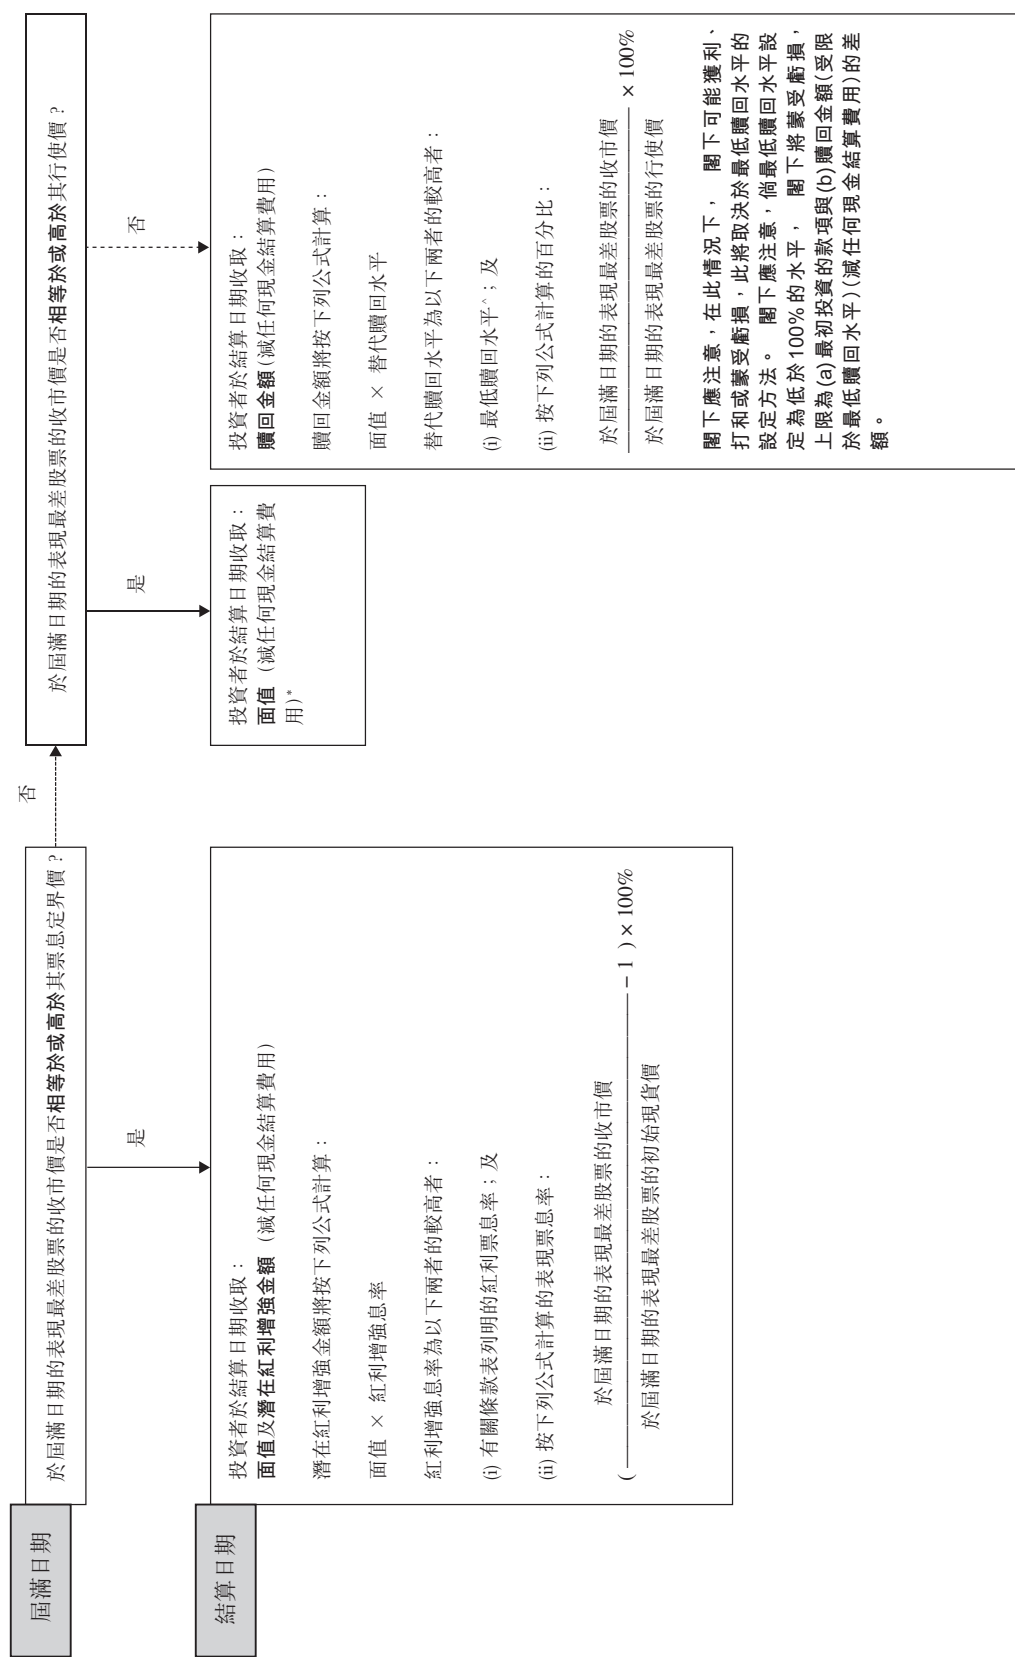 屆滿日期
於屆滿日期的表現最差股票的收市價是否相等於或高於其票息定界價？
否
於屆滿日期的表現最差股票的收市價是否相等於或高於其行使價？
是
是
否
結算日期
投資者於結算日期收取：
面值及潛在紅利增強金額（減任何現金結算費用）
潛在紅利增強金額將按下列公式計算：
面值 × 紅利增強息率
紅利增強息率為以下兩者的較高者：
(i) 有關條款表列明的紅利票息率；及
(ii) 按下列公式計算的表現票息率：
於屆滿日期的表現最差股票的收市價
( － 1 ) × 100%
於屆滿日期的表現最差股票的初始現貨價
投資者於結算日期收取：
面值（減任何現金結算費
用）*
投資者於結算日期收取：
贖回金額(減任何現金結算費用)
贖回金額將按下列公式計算：
面值 × 替代贖回水平
替代贖回水平為以下兩者的較高者：
(i) 最低贖回水平^；及
(ii) 按下列公式計算的百分比：
於屆滿日期的表現最差股票的收市價
× 100%
於屆滿日期的表現最差股票的行使價
閣下應注意，在此情況下， 閣下可能獲利、
打和或蒙受虧損，此將取決於最低贖回水平的
設定方法。 閣下應注意，倘最低贖回水平設
定為低於100%的水平， 閣下將蒙受虧損，
上限為(a)最初投資的款項與(b)贖回金額(受限
於最低贖回水平)(減任何現金結算費用)的差
額。